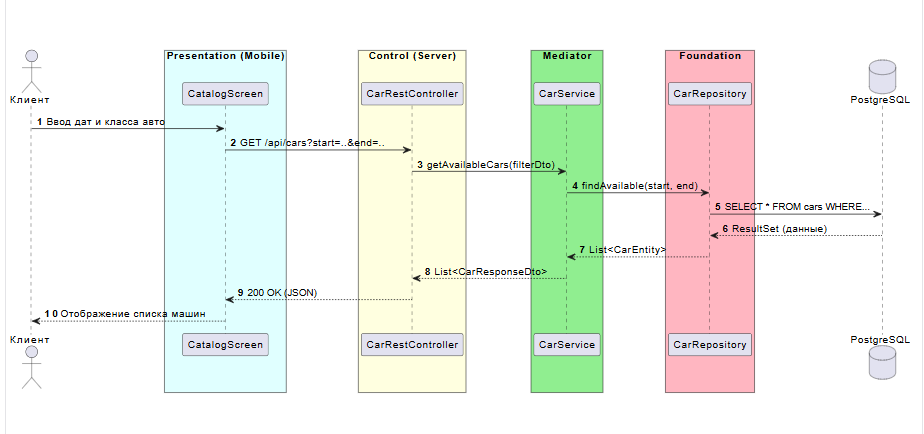 Presentation (Mobile)
Control (Server)
Mediator
Foundation
Клиент
CatalogScreen
CarRestController
CarService
CarRepository
PostgreSQL
1 Ввод дат и класса авто
2 GET /api/cars?start=..&end=..
3 getAvailableCars(filterDto)
4 findAvailable(start, end)
5 SELECT * FROM cars WHERE...
6 ResultSet (данные)
7 List<CarEntity>
8 List<CarResponseDto>
9 200 OK (JSON)
10 Отображение списка машин
Клиент
CatalogScreen
CarRestController
CarService
CarRepository
PostgreSQL